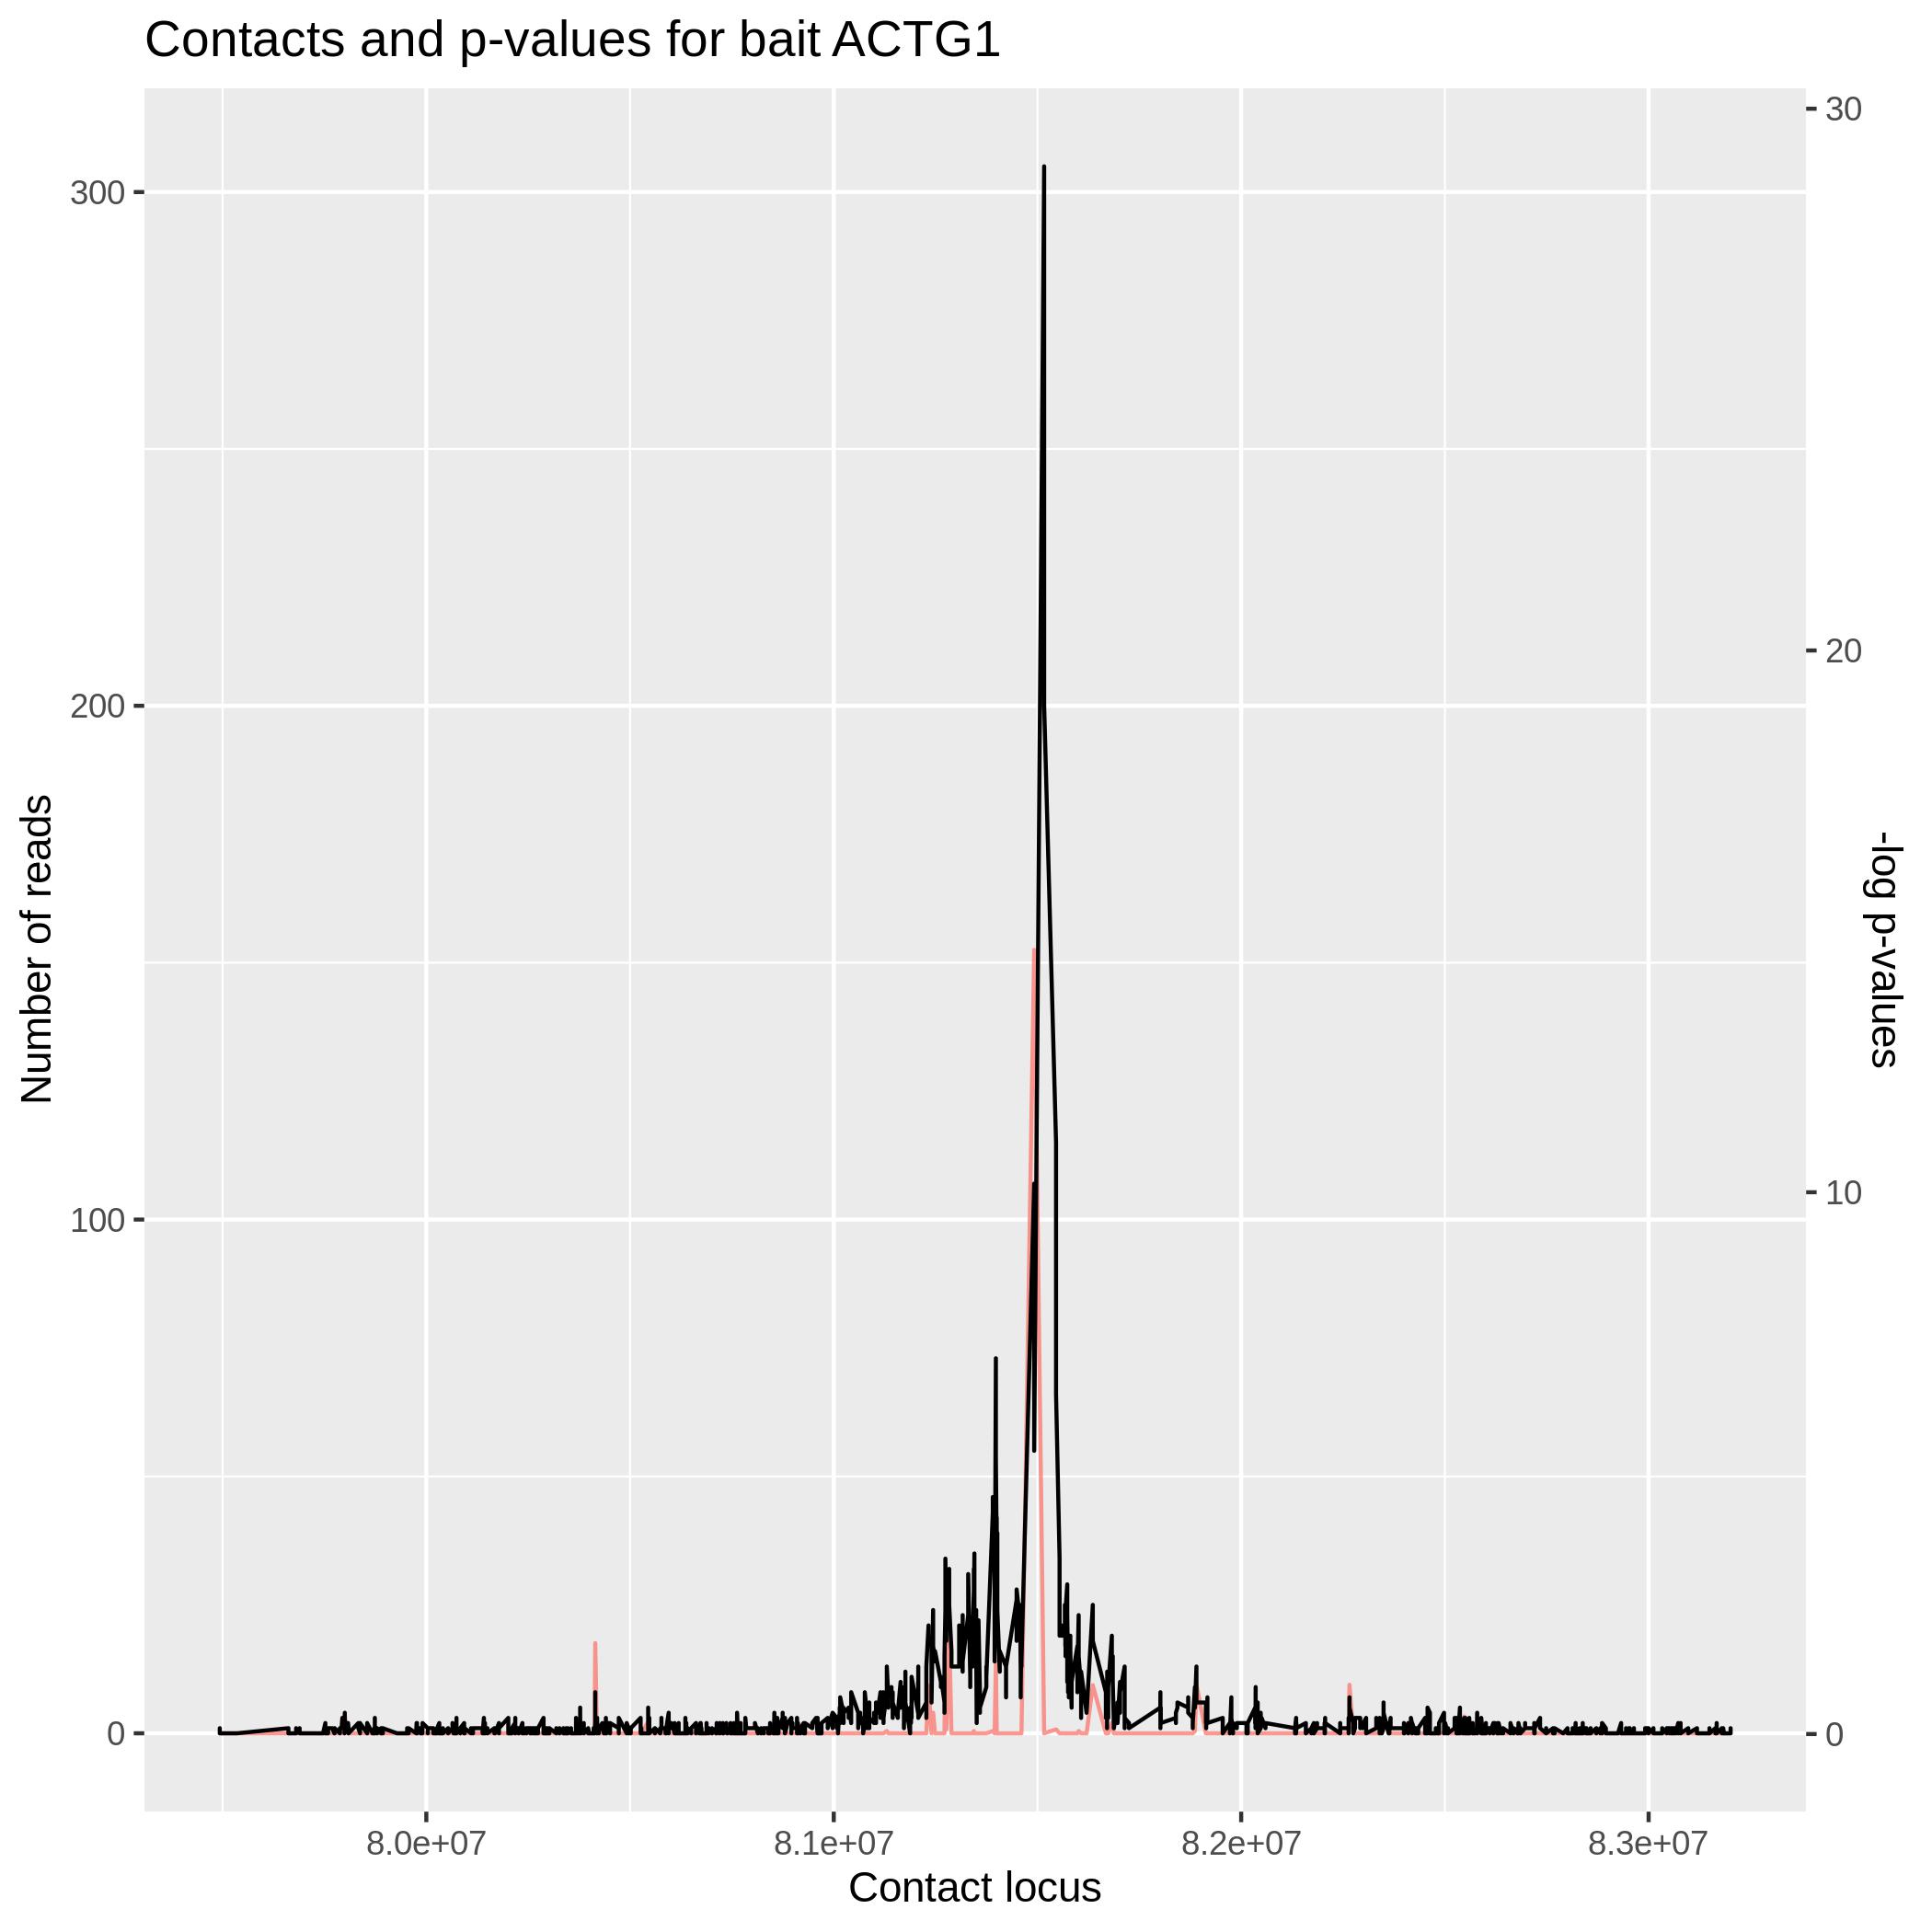 Contacts and p-values for bait ACTG1
300
200
100
0
30
20
10
0
Number of reads
-log p-values
8.0e+07
8.1e+07
8.2e+07
8.3e+07
Contact locus